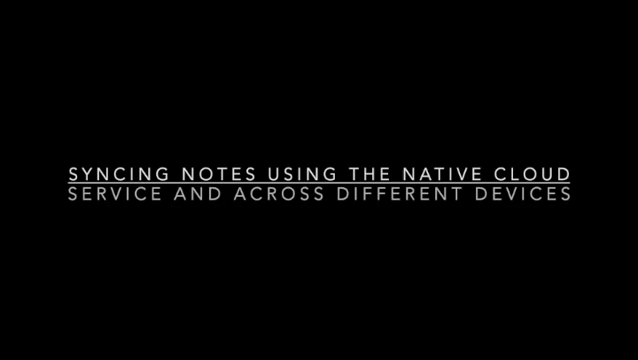 SYNCING NOTES USING THE NATIVE CLOUD
SERVICE AND ACROSS DIFFERENT DEVICES